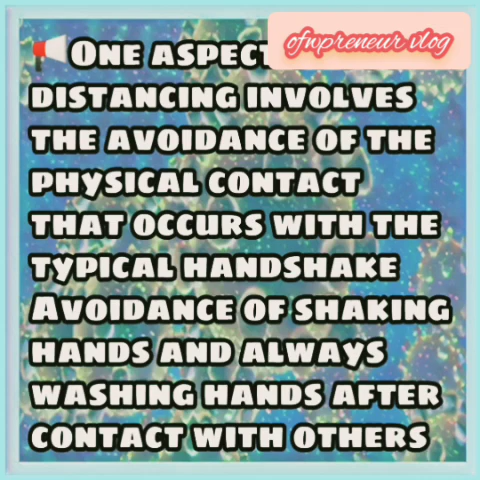 ofwpreneur vlog
📢One aspect
distancing involves
the avoidance of the
physical contact
that occurs with the
typical handshake
Avoidance of shaking
hands and always
washing hands after
contact with others